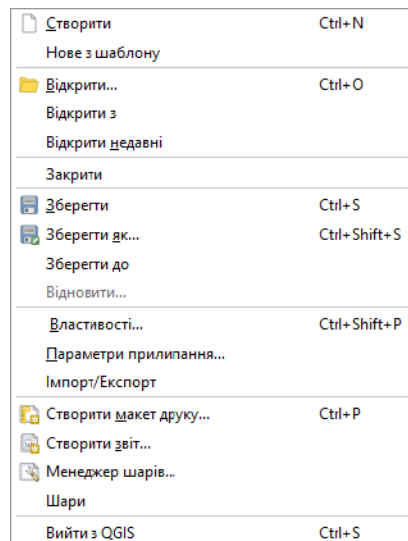 Створити Ctrl+N
Нове з шаблону
Відкрити... Ctrl+O
Відкрити з
Відкрити недавні
Закрити
Зберегти Ctrl+S
Зберегти як... Ctrl+Shift+S
Зберегти до
Відновити...
Властивості... Ctrl+Shift+P
Параметри прилипання...
Імпорт/Експорт
Створити макет друку... Ctrl+P
Створити звіт...
Менеджер шарів...
Шари
Вийти з QGIS Ctrl+S